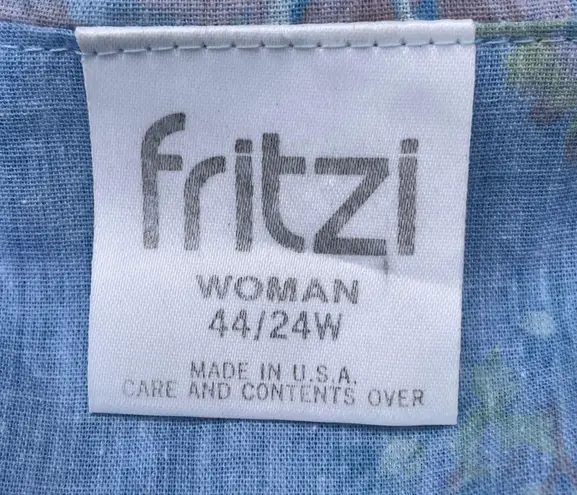 fritzi
WOMAN
44/24W
MADE IN U.S.A.
CARE AND CONTENTS OVER